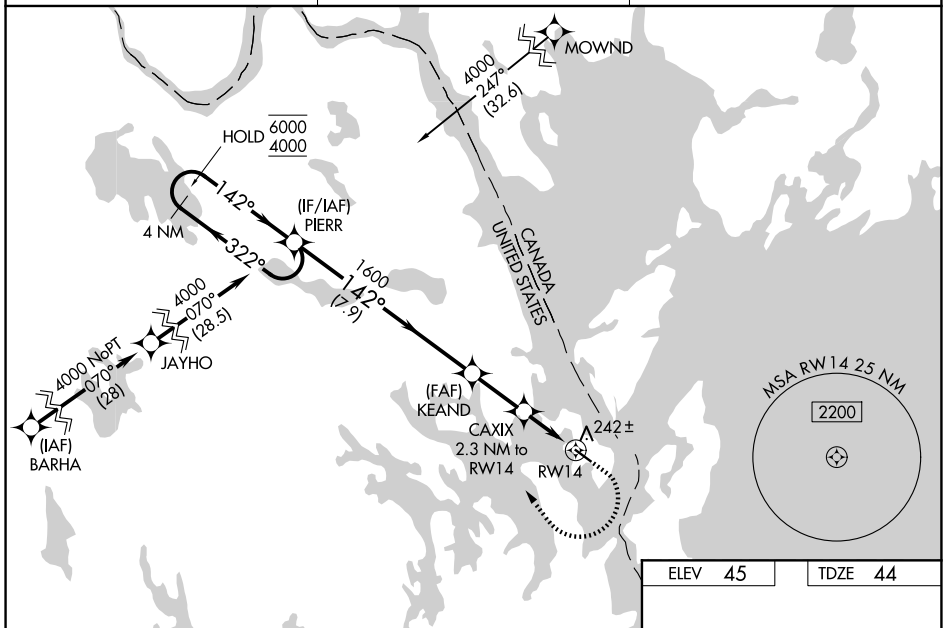 MOWND
4000
247°
(32.6)
HOLD
6000
4000
142°
(IF/IAF)
PIERR
4 NM
322°
CANADA
UNITED STATES
1600
142°
(7.9)
4000
070°
(28.5)
JAYHO
4000 NoPT
070°
(28)
(IAF)
BARHA
(FAF)
KEAND
CAXIX
2.3 NM to
RW14
242±
RW14
MSA RW14 25 NM
2200
ELEV 45
TDZE 44